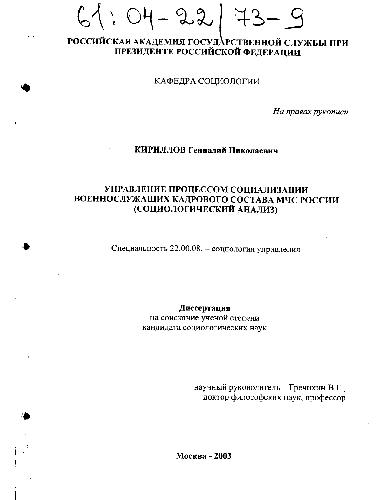 61:04-22/73-9
РОССИЙСКАЯ АКАДЕМИЯ ГОСУДАРСТВЕННОЙ СЛУЖБЫ ПРИ
ПРЕЗИДЕНТЕ РОССИЙСКОЙ ФЕДЕРАЦИИ
КАФЕДРА СОЦИОЛОГИИ
На правах рукописи
КИРИЛЛОВ Геннадий Николаевич
УПРАВЛЕНИЕ ПРОЦЕССОМ СОЦИАЛИЗАЦИИ
ВОЕННОСЛУЖАЩИХ КАДРОВОГО СОСТАВА МЧС РОССИИ
(СОЦИОЛОГИЧЕСКИЙ АНАЛИЗ)
Специальность 22.00.08. – социология управления
Диссертация
на соискание ученой степени
кандидата социологических наук
научный руководитель – Гречихин В.Г.,
доктор философских наук, профессор
Москва - 2003